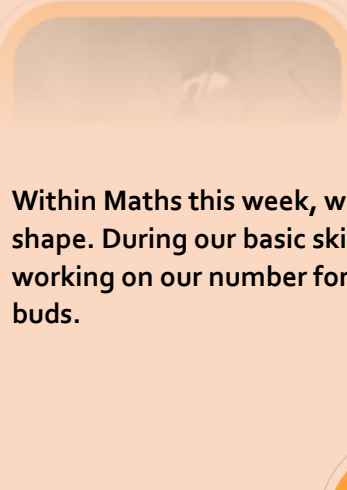 Within Maths this week, w
shape. During our basic ski
working on our number for
buds.